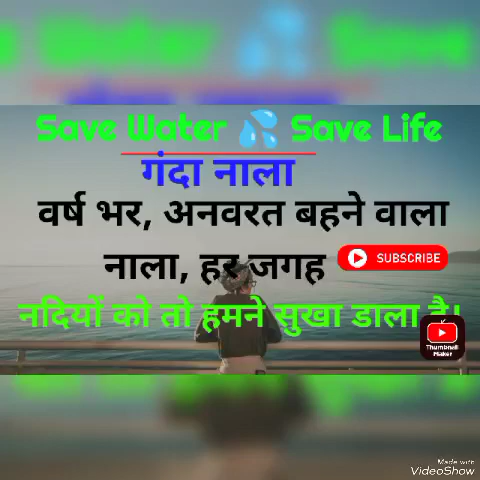 Save Water 💦 Save Life
गंदा नाला
वर्ष भर, अनवरत बहने वाला
नाला, हर जगह
SUBSCRIBE
नदियों को तो हमने सुखा डाला है।
Thumbnail
Maker
Made with
VideoShow